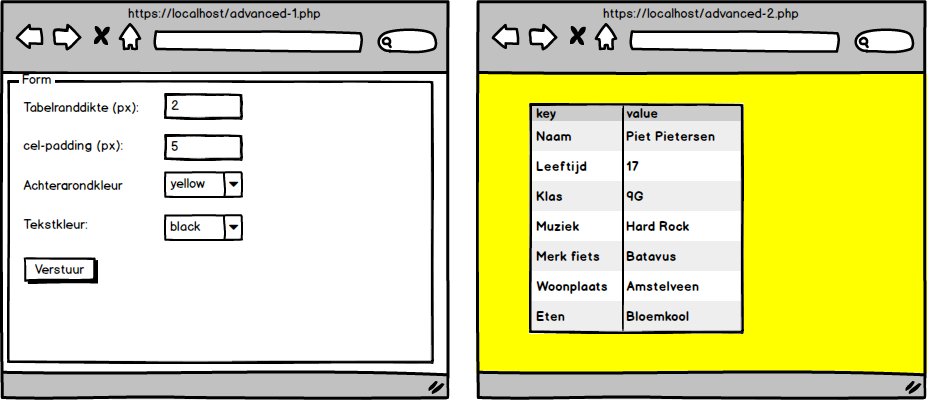 https://localhost/advanced-1.php
Form
Tabelranddikte (px): 2
cel-padding (px): 5
Achterarondkleur yellow
Tekstkleur: black
Verstuur
https://localhost/advanced-2.php
key value
Naam Piet Pietersen
Leeftijd 17
Klas 9G
Muziek Hard Rock
Merk fiets Batavus
Woonplaats Amstelveen
Eten Bloemkool